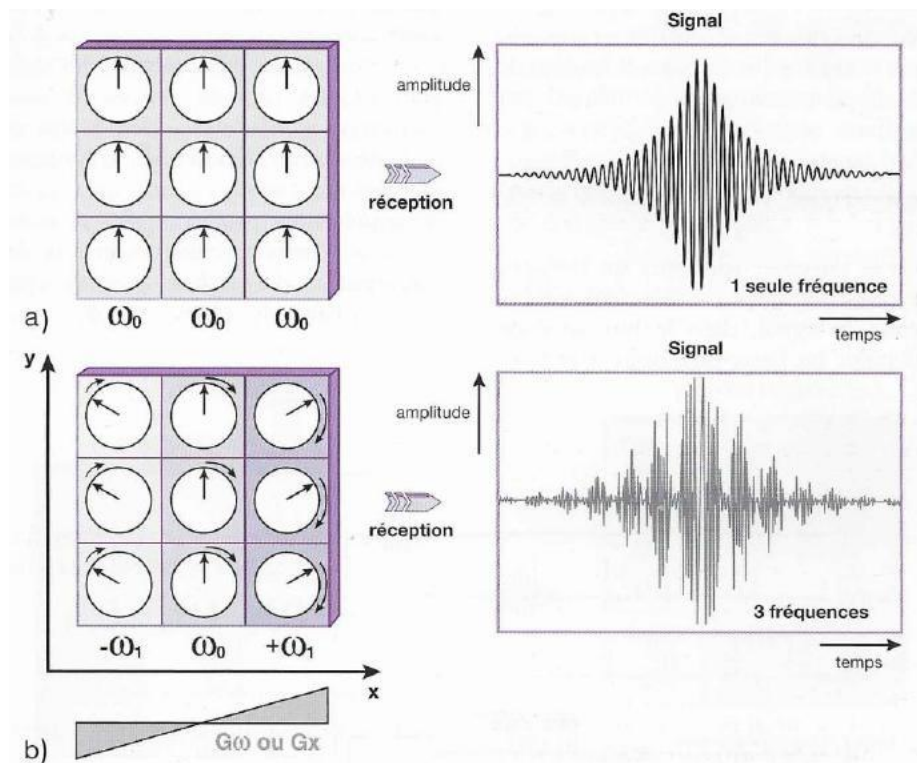 Signal
amplitude
réception
1 seule fréquence
a) ω₀ ω₀ ω₀
temps
Signal
y
amplitude
réception
3 fréquences
-ω₁ ω₀ +ω₁
temps
x
Gω ou Gx
b)